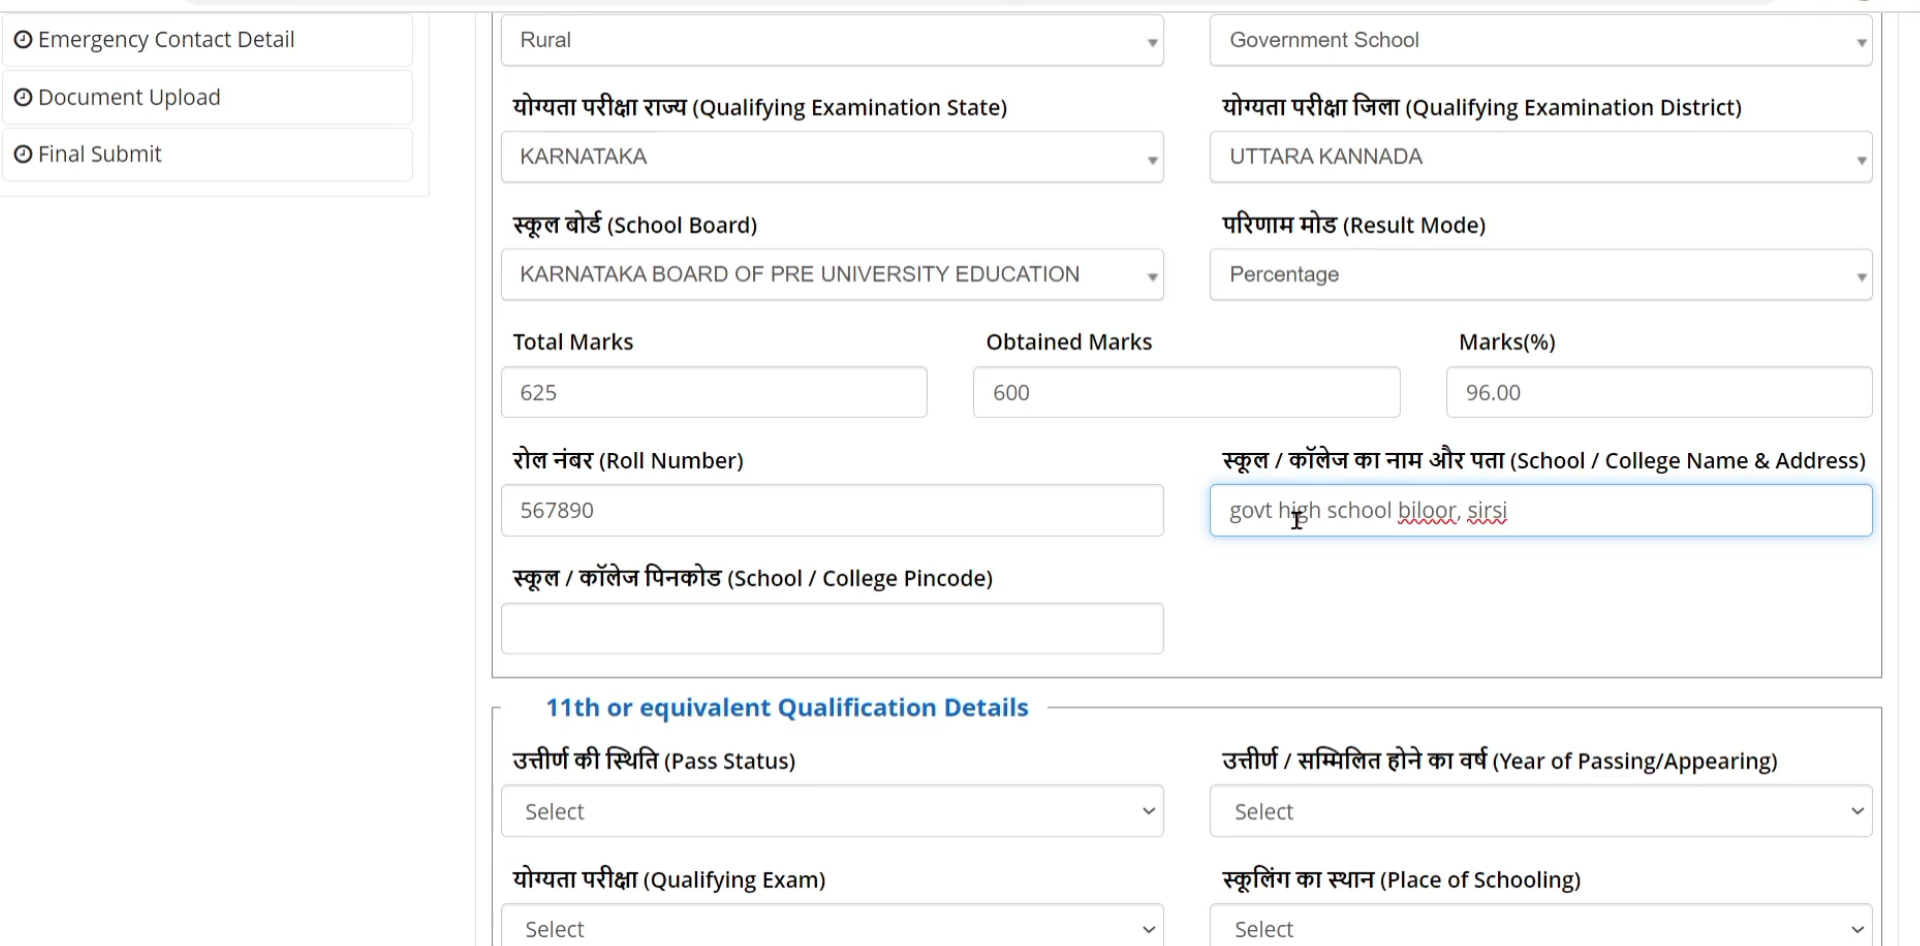 Emergency Contact Detail
Document Upload
Final Submit
Rural
Government School
योग्यता परीक्षा राज्य (Qualifying Examination State)
योग्यता परीक्षा जिला (Qualifying Examination District)
KARNATAKA
UTTARA KANNADA
स्कूल बोर्ड (School Board)
परिणाम मोड (Result Mode)
KARNATAKA BOARD OF PRE UNIVERSITY EDUCATION
Percentage
Total Marks
Obtained Marks
Marks(%)
625
600
96.00
रोल नंबर (Roll Number)
स्कूल / कॉलेज का नाम और पता (School / College Name & Address)
567890
govt high school biloor, sirsi
स्कूल / कॉलेज पिनकोड (School / College Pincode)
11th or equivalent Qualification Details
उत्तीर्ण की स्थिति (Pass Status)
उत्तीर्ण / सम्मिलित होने का वर्ष (Year of Passing/Appearing)
Select
Select
योग्यता परीक्षा (Qualifying Exam)
स्कूलिंग का स्थान (Place of Schooling)
Select
Select